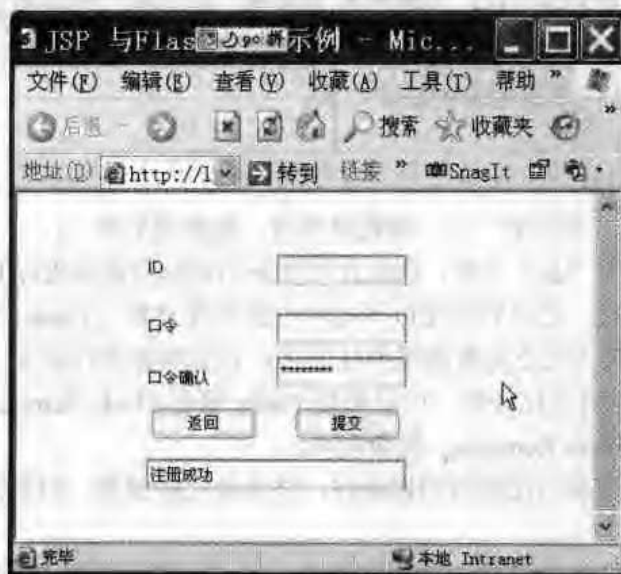 JSP 与Flas 示例 - Mic...
文件(F) 编辑(E) 查看(V) 收藏(A) 工具(T) 帮助 »
后退 搜索 收藏夹 »
地址(D) http://l 转到 链接 » SnagIt
ID
口令
口令确认 ********
返回 提交
注册成功
完毕 本地 Intranet